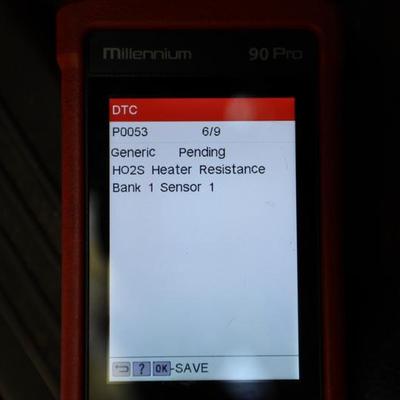 Millennium 90 Pro
DTC
P0053 6/9
Generic Pending
HO2S Heater Resistance
Bank 1 Sensor 1
? OK-SAVE